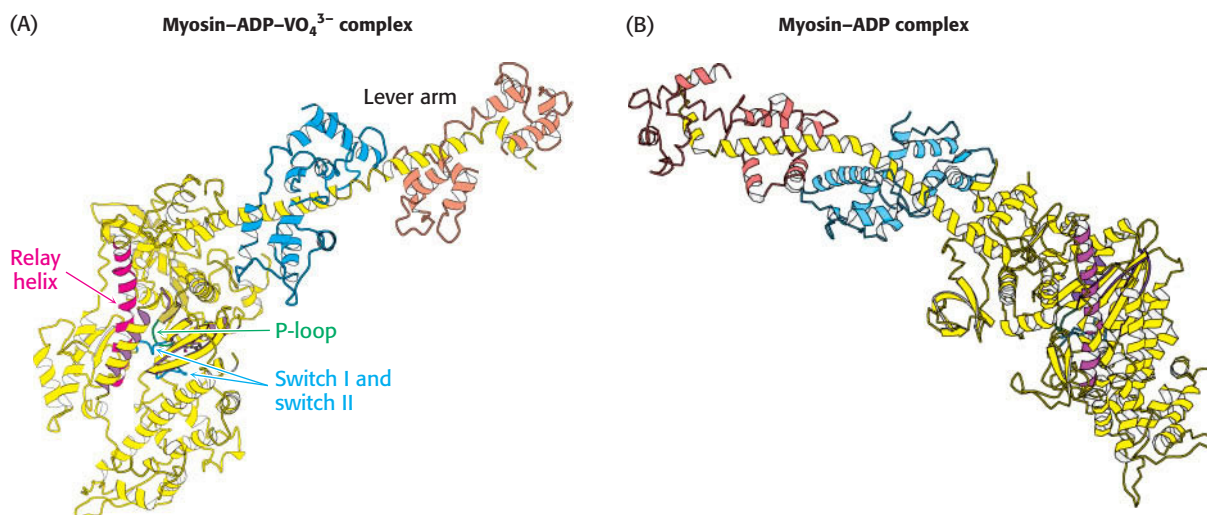 (A) Myosin–ADP–VO₄³⁻ complex
(B) Myosin–ADP complex
Lever arm
Relay
helix
P-loop
Switch I and
switch II